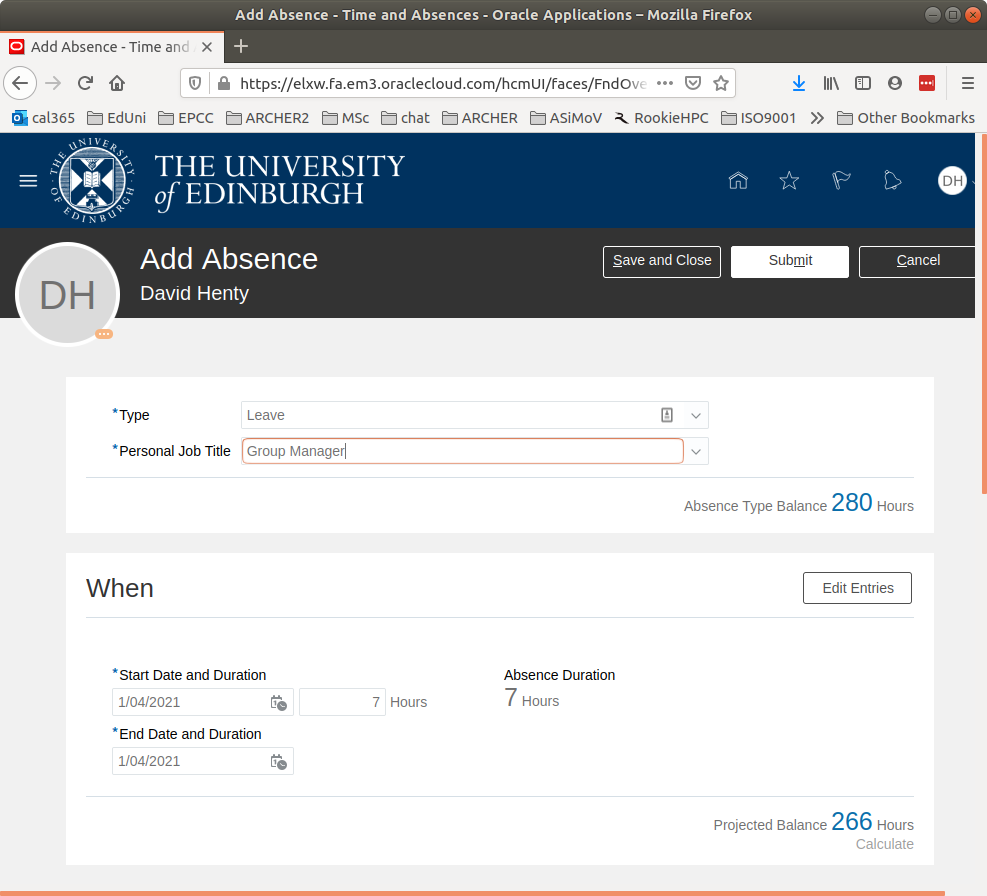 Add Absence - Time and Absences - Oracle Applications – Mozilla Firefox
Add Absence - Time and
https://elxw.fa.em3.oraclecloud.com/hcmUI/faces/FndOve
cal365 EdUni EPCC ARCHER2 MSc chat ARCHER ASiMoV RookieHPC ISO9001 Other Bookmarks
THE UNIVERSITY
of EDINBURGH
THE UNIVERSITY OF EDINBURGH
DH
DH
Add Absence
David Henty
Save and Close Submit Cancel
*Type Leave
*Personal Job Title Group Manager
Absence Type Balance 280 Hours
When
Edit Entries
*Start Date and Duration
1/04/2021 7 Hours
Absence Duration
7 Hours
*End Date and Duration
1/04/2021
Projected Balance 266 Hours
Calculate